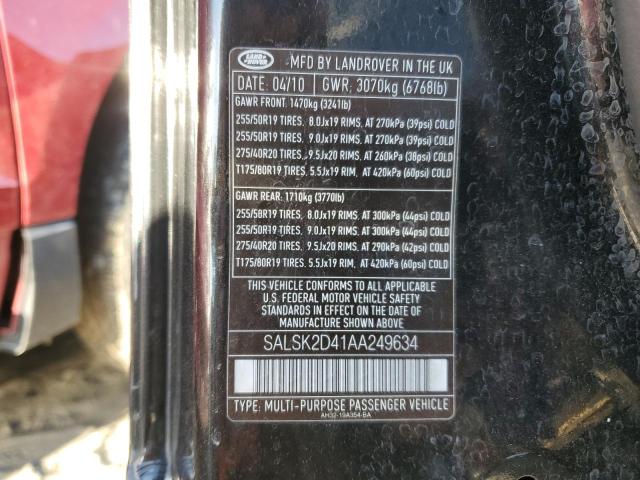 LAND ROVER
MFD BY LANDROVER IN THE UK
DATE: 04/10 GWR: 3070kg (6768lb)
GAWR FRONT: 1470kg (3241lb)
255/50R19 TIRES, 8.0Jx19 RIMS, AT 270kPa (39psi) COLD
255/50R19 TIRES, 9.0Jx19 RIMS, AT 270kPa (39psi) COLD
275/40R20 TIRES, 9.5Jx20 RIMS, AT 260kPa (38psi) COLD
T175/80R19 TIRES, 5.5Jx19 RIM, AT 420kPa (60psi) COLD
GAWR REAR: 1710kg (3770lb)
255/50R19 TIRES, 8.0Jx19 RIMS, AT 300kPa (44psi) COLD
255/50R19 TIRES, 9.0Jx19 RIMS, AT 300kPa (44psi) COLD
275/40R20 TIRES, 9.5Jx20 RIMS, AT 290kPa (42psi) COLD
T175/80R19 TIRES, 5.5Jx19 RIM, AT 420kPa (60psi) COLD
THIS VEHICLE CONFORMS TO ALL APPLICABLE
U.S. FEDERAL MOTOR VEHICLE SAFETY
STANDARDS IN EFFECT ON THE DATE OF
MANUFACTURE SHOWN ABOVE
SALSK2D41AA249634
TYPE: MULTI-PURPOSE PASSENGER VEHICLE
AH32-19A354-BA